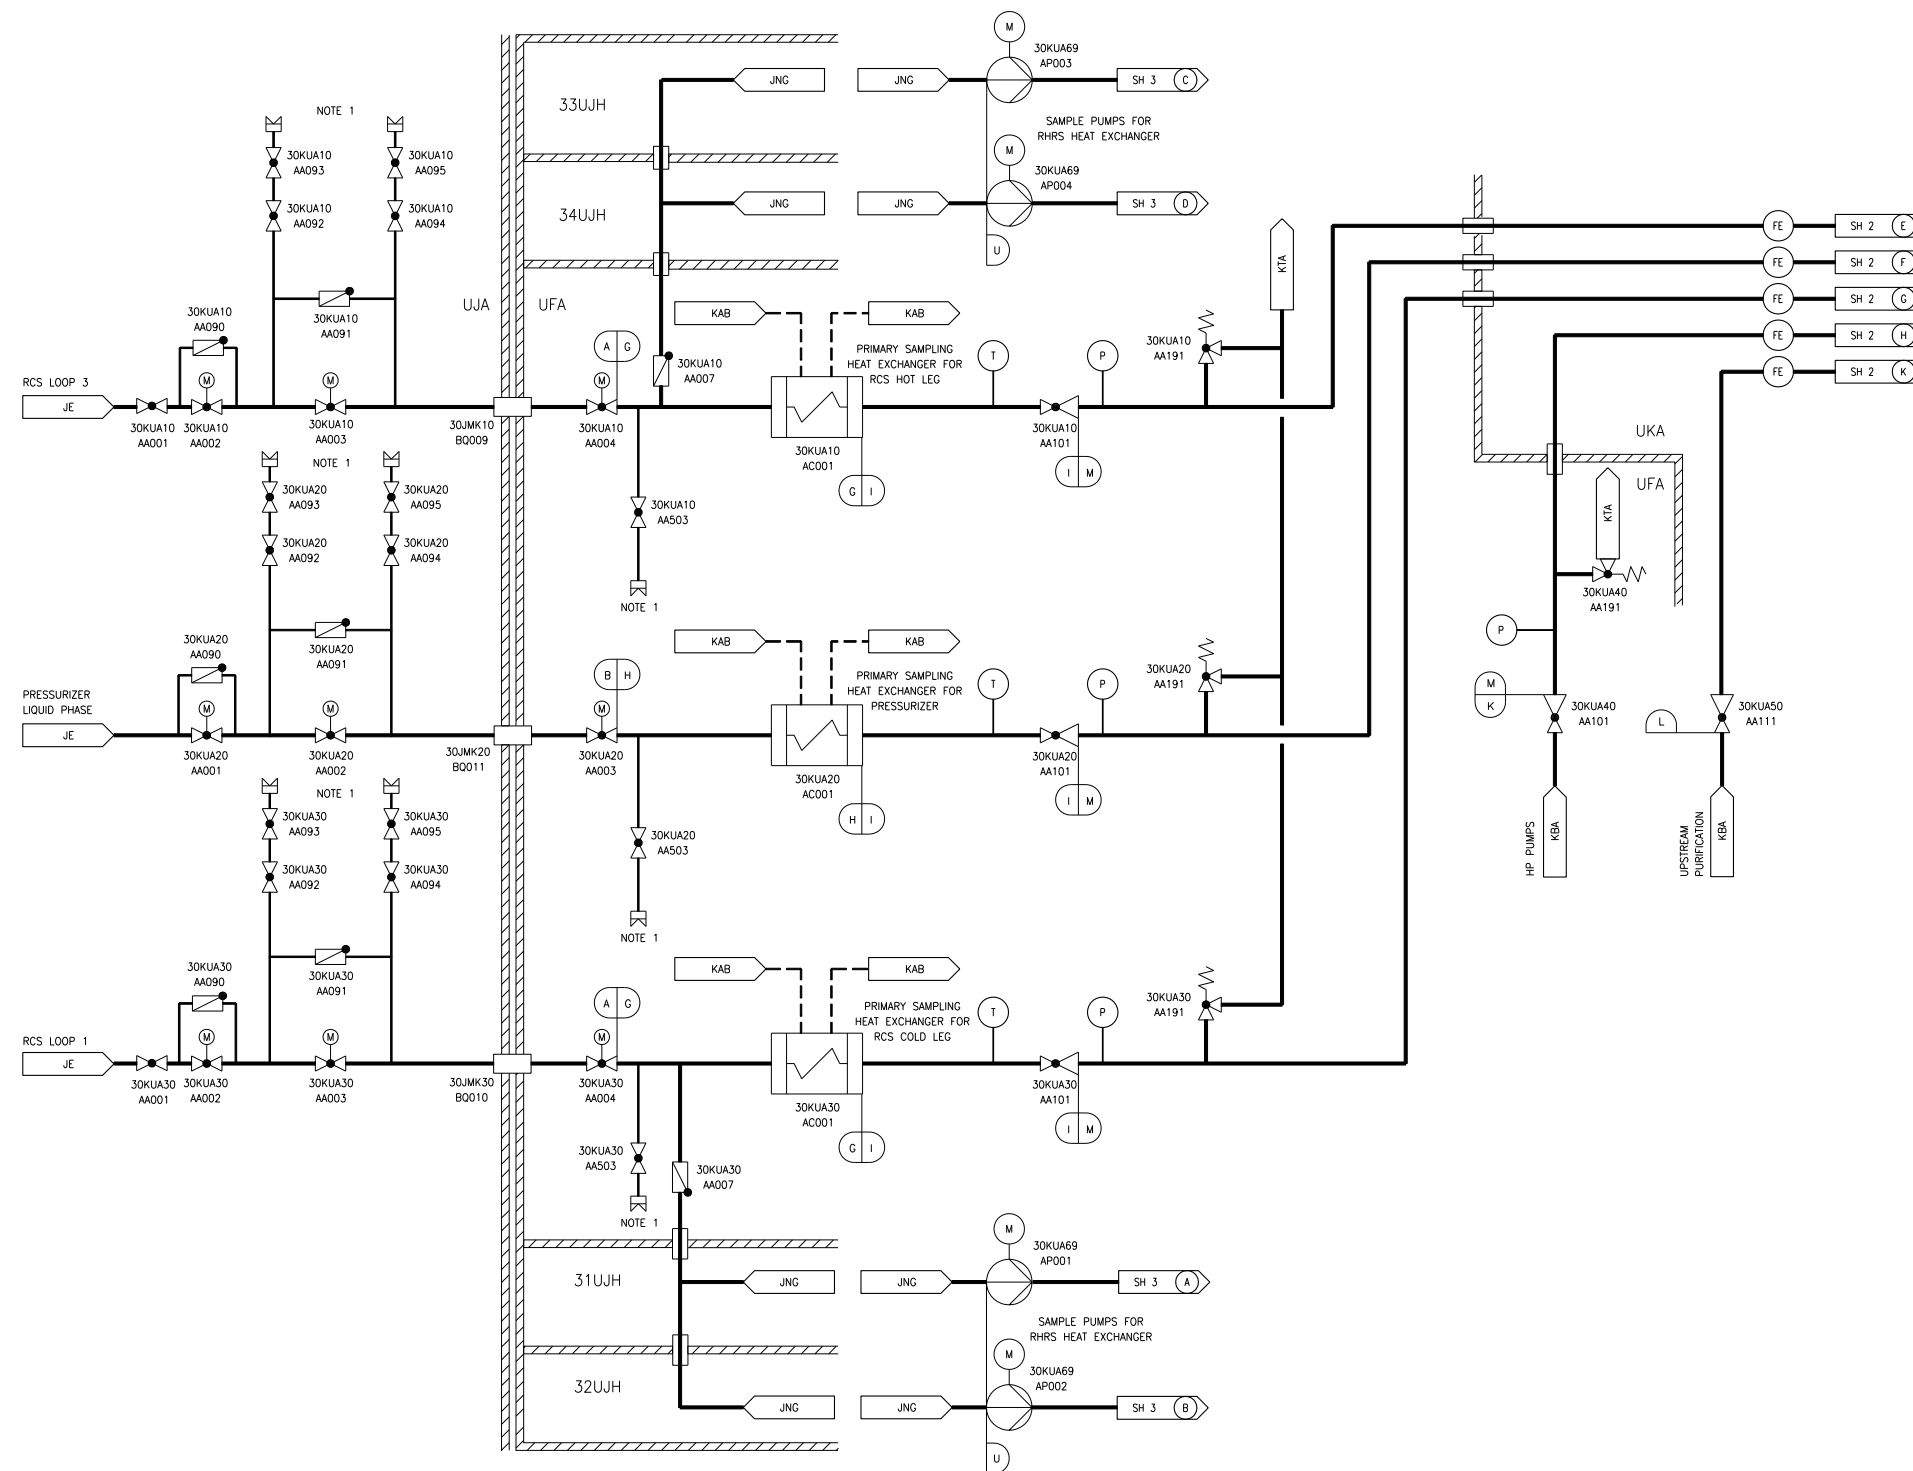 M
30KUA69
AP003
JNG
JNG
SH 3 C
33UJH
SAMPLE PUMPS FOR
RHRS HEAT EXCHANGER
M
30KUA69
AP004
34UJH
JNG
JNG
SH 3 D
U
NOTE 1
30KUA10
AA093
30KUA10
AA095
30KUA10
AA092
30KUA10
AA094
30KUA10
AA091
30KUA10
AA090
UJA
UFA
RCS LOOP 3
JE
M
M
30KUA10
AA001
30KUA10
AA002
30KUA10
AA003
30JMK10
BQ009
A G
M
30KUA10
AA004
30KUA10
AA007
KAB
KAB
PRIMARY SAMPLING
HEAT EXCHANGER FOR
RCS HOT LEG
30KUA10
AC001
G I
T
P
30KUA10
AA101
I M
30KUA10
AA191
KTA
30KUA10
AA503
NOTE 1
FE
SH 2 E
FE
SH 2 F
FE
SH 2 G
FE
SH 2 H
FE
SH 2 K
UKA
UFA
KTA
30KUA40
AA191
P
M
K
30KUA40
AA101
L
30KUA50
AA111
HP PUMPS
KBA
UPSTREAM
PURIFICATION
KBA
NOTE 1
30KUA20
AA093
30KUA20
AA095
30KUA20
AA092
30KUA20
AA094
30KUA20
AA091
30KUA20
AA090
PRESSURIZER
LIQUID PHASE
JE
M
M
30KUA20
AA001
30KUA20
AA002
30JMK20
BQ011
B H
M
30KUA20
AA003
KAB
KAB
PRIMARY SAMPLING
HEAT EXCHANGER FOR
PRESSURIZER
30KUA20
AC001
H I
T
P
30KUA20
AA101
I M
30KUA20
AA191
30KUA20
AA503
NOTE 1
NOTE 1
30KUA30
AA093
30KUA30
AA095
30KUA30
AA092
30KUA30
AA094
30KUA30
AA091
30KUA30
AA090
RCS LOOP 1
JE
M
M
30KUA30
AA001
30KUA30
AA002
30KUA30
AA003
30JMK30
BQ010
A G
M
30KUA30
AA004
KAB
KAB
PRIMARY SAMPLING
HEAT EXCHANGER FOR
RCS COLD LEG
30KUA30
AC001
G I
T
P
30KUA30
AA101
I M
30KUA30
AA191
30KUA30
AA503
NOTE 1
30KUA30
AA007
31UJH
JNG
JNG
M
30KUA69
AP001
SH 3 A
SAMPLE PUMPS FOR
RHRS HEAT EXCHANGER
M
30KUA69
AP002
32UJH
JNG
JNG
SH 3 B
U